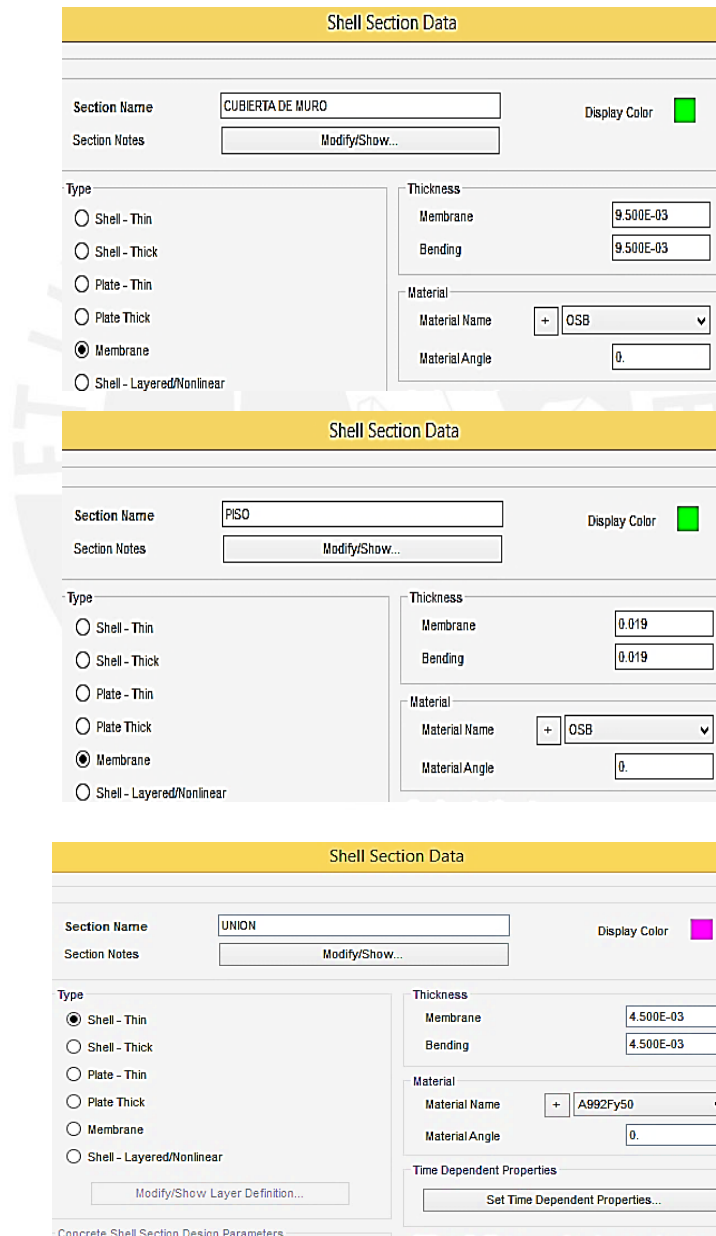 Shell Section Data
Section Name CUBIERTA DE MURO Display Color
Section Notes Modify/Show...
Type
Shell - Thin
Shell - Thick
Plate - Thin
Plate Thick
Membrane
Shell - Layered/Nonlinear
Thickness
Membrane 9.500E-03
Bending 9.500E-03
Material
Material Name + OSB
Material Angle 0.
Shell Section Data
Section Name PISO Display Color
Section Notes Modify/Show...
Type
Shell - Thin
Shell - Thick
Plate - Thin
Plate Thick
Membrane
Shell - Layered/Nonlinear
Thickness
Membrane 0.019
Bending 0.019
Material
Material Name + OSB
Material Angle 0.
Shell Section Data
Section Name UNION Display Color
Section Notes Modify/Show...
Type
Shell - Thin
Shell - Thick
Plate - Thin
Plate Thick
Membrane
Shell - Layered/Nonlinear
Modify/Show Layer Definition...
Concrete Shell Section Design Parameters
Thickness
Membrane 4.500E-03
Bending 4.500E-03
Material
Material Name + A992Fy50
Material Angle 0.
Time Dependent Properties
Set Time Dependent Properties...